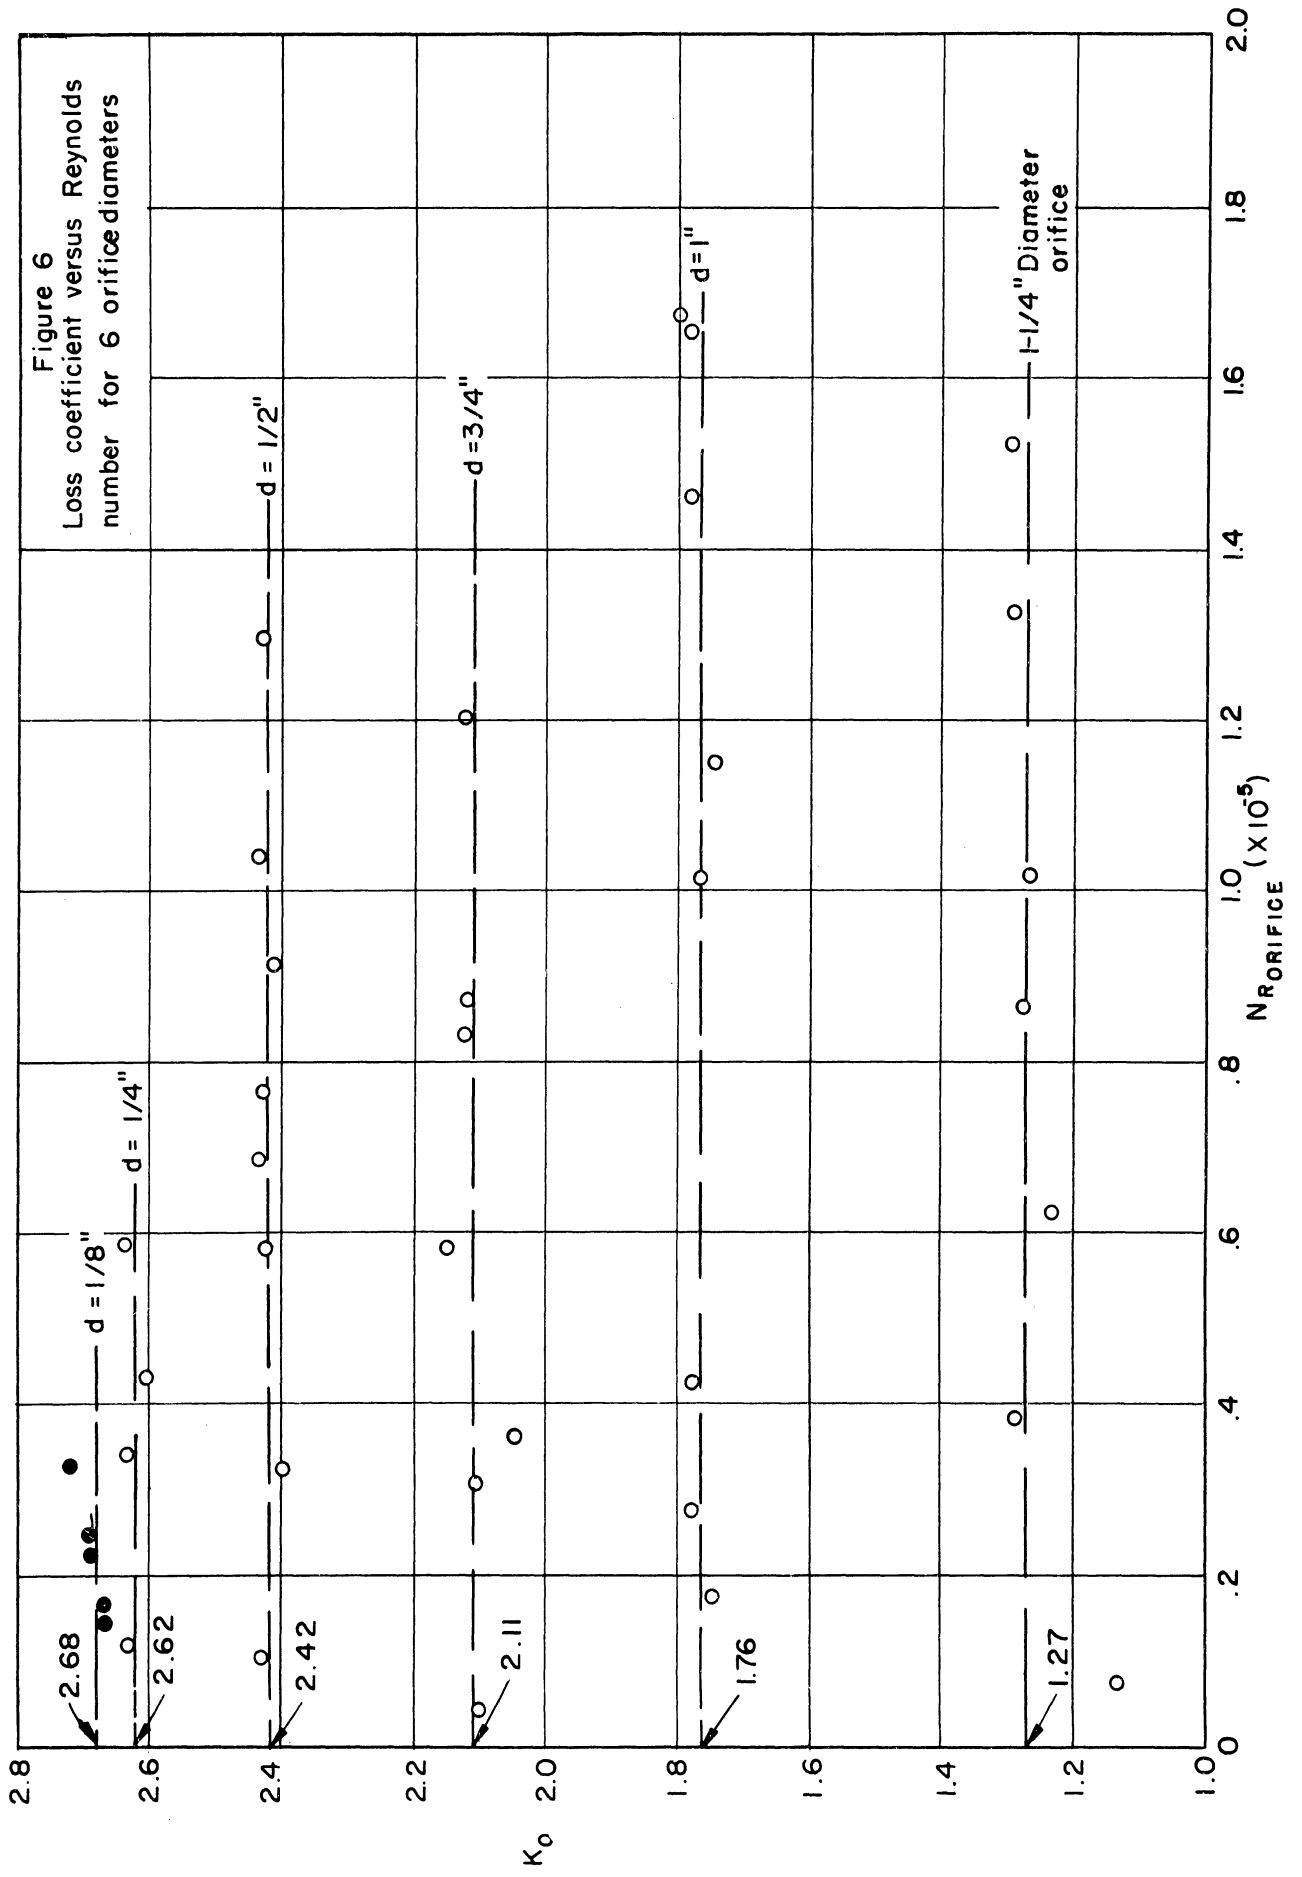 Figure 6
Loss coefficient versus Reynolds
number for 6 orifice diameters
2.8
2.6
2.4
2.2
2.0
1.8
1.6
1.4
1.2
1.0
K₀
2.68
2.62
2.42
2.11
1.76
1.27
d = 1/8"
d = 1/4"
d = 1/2"
d = 3/4"
d = 1"
1-1/4" Diameter
orifice
0
.2
.4
.6
.8
1.0
1.2
1.4
1.6
1.8
2.0
N R ORIFICE (X10⁻⁵)